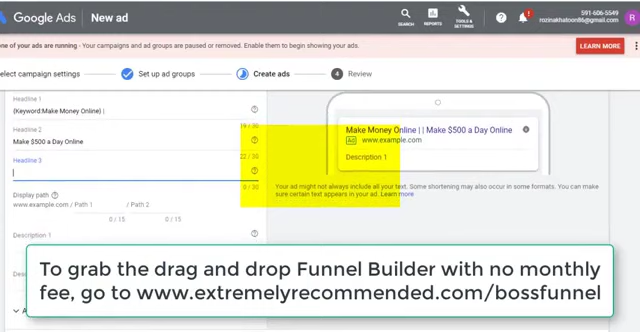 Google Ads
New ad
SEARCH
REPORTS
TOOLS &
SETTINGS
591-606-5549
rozinakhatoon86@gmail.com
R
one of your ads are running - Your campaigns and ad groups are paused or removed. Enable them to begin showing your ads.
LEARN MORE
elect campaign settings
Set up ad groups
Create ads
4
Review
Headline 1
{Keyword:Make Money Online} |
19 / 30
Headline 2
Make $500 a Day Online
22 / 30
Headline 3
0 / 30
Display path
www.example.com / Path 1 / Path 2
0 / 15
0 / 15
Description 1
Des
Make Money Online | | Make $500 a Day Online
Ad www.example.com
Description 1
Your ad might not always include all your text. Some shortening may also occur in some formats. You can make
sure certain text appears in your ad. Learn more
To grab the drag and drop Funnel Builder with no monthly
fee, go to www.extremelyrecommended.com/bossfunnel